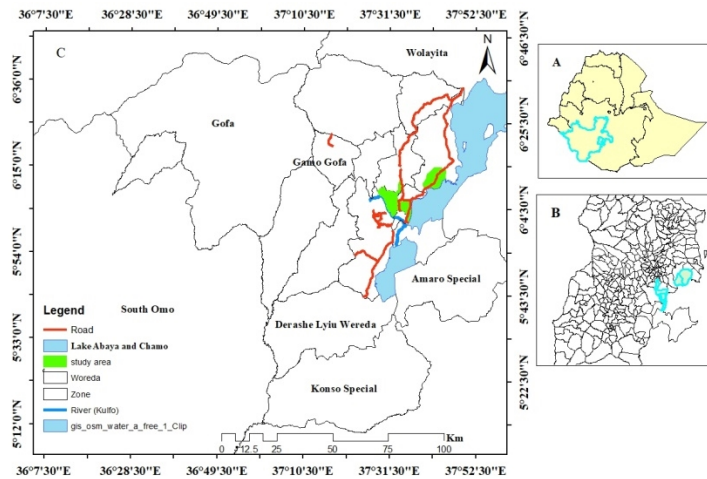 36°7'30"E 36°28'30"E 36°49'30"E 37°10'30"E 37°31'30"E 37°52'30"E
C
Wolayita
N
Gofa
Gamo Gofa
Amaro Special
South Omo
Derashe Lyiu Wereda
Konso Special
6°36'0"N
6°15'0"N
5°54'0"N
5°33'0"N
5°12'0"N
6°46'30"N
6°25'30"N
6°4'30"N
5°43'30"N
5°22'30"N
Legend
Road
Lake Abaya and Chamo
study area
Woreda
Zone
River (Kulfo)
gis_osm_water_a_free_1_Clip
Km
0 12.5 25 50 75 100
36°7'30"E 36°28'30"E 36°49'30"E 37°10'30"E 37°31'30"E 37°52'30"E
A
B